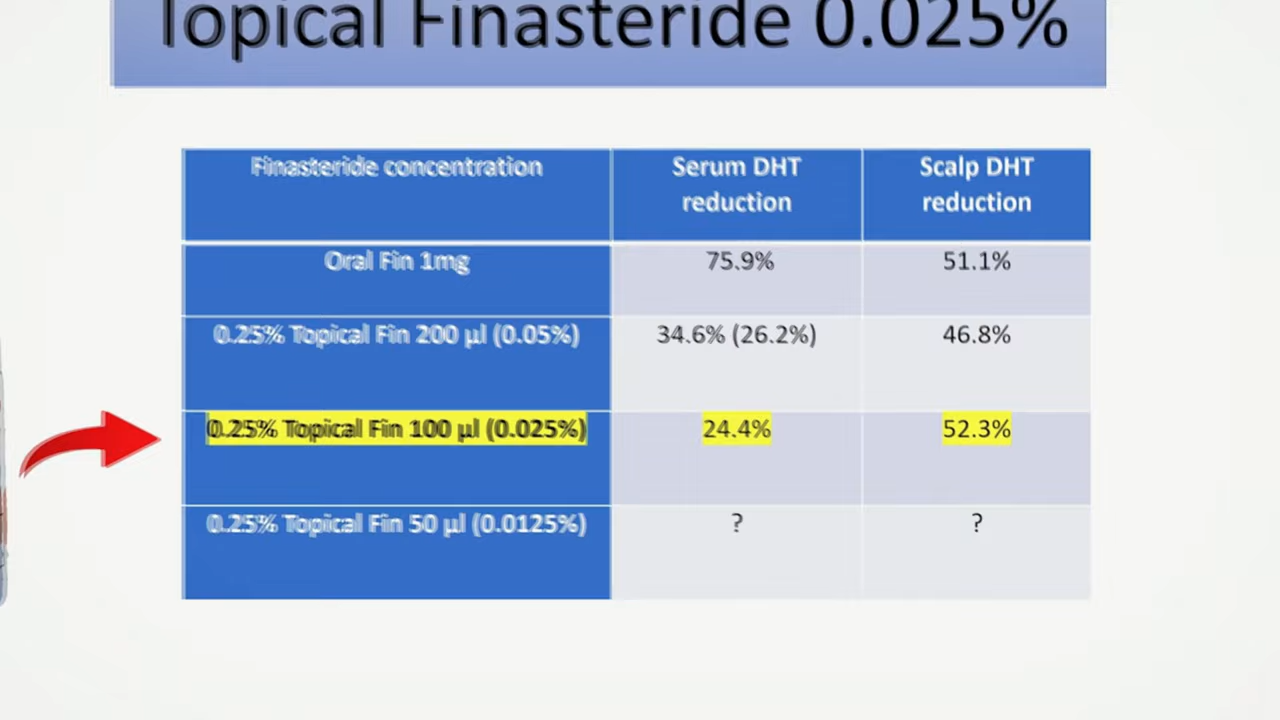 Topical Finasteride 0.025%
Finasteride concentration
Serum DHT
reduction
Scalp DHT
reduction
Oral Fin 1mg
75.9%
51.1%
0.25% Topical Fin 200 µl (0.05%)
34.6% (26.2%)
46.8%
0.25% Topical Fin 100 µl (0.025%)
24.4%
52.3%
0.25% Topical Fin 50 µl (0.0125%)
?
?